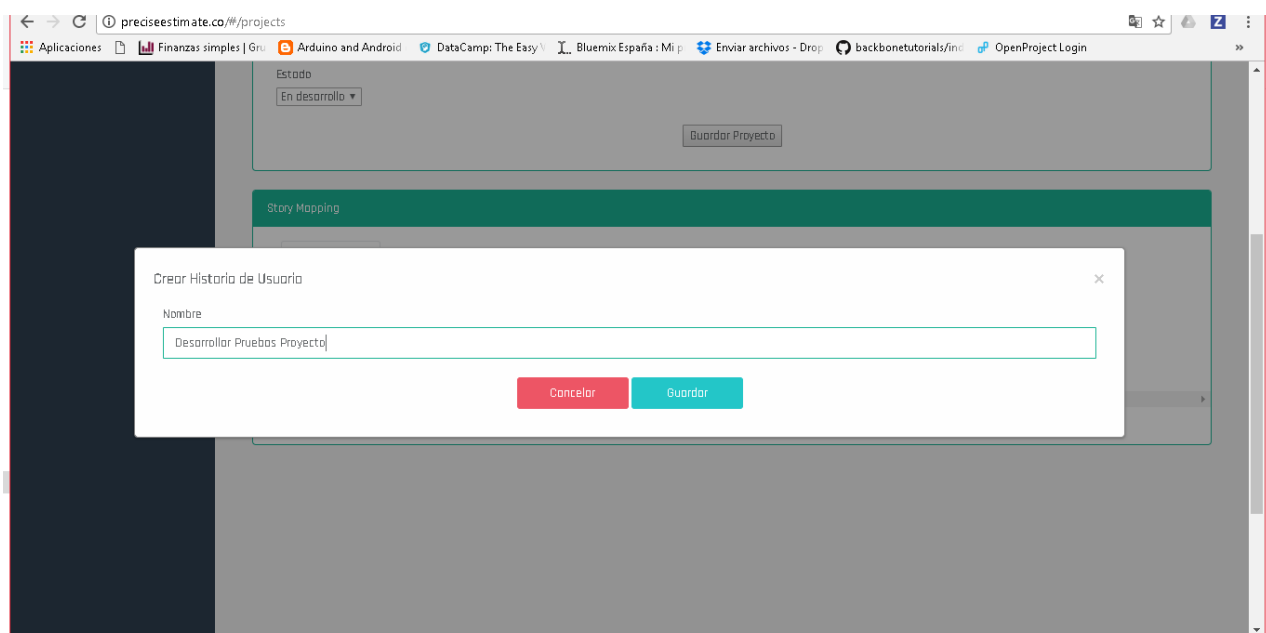 preciseestimate.co/#/projects
Aplicaciones Finanzas simples | Gru Arduino and Android DataCamp: The Easy Bluemix España : Mi p Enviar archivos - Drop backbonetutorials/ind OpenProject Login »
Estado
En desarrollo
Guardar Proyecto
Story Mapping
Crear Historia de Usuario
×
Nombre
Desarrollar Pruebas Proyecto
Cancelar Guardar